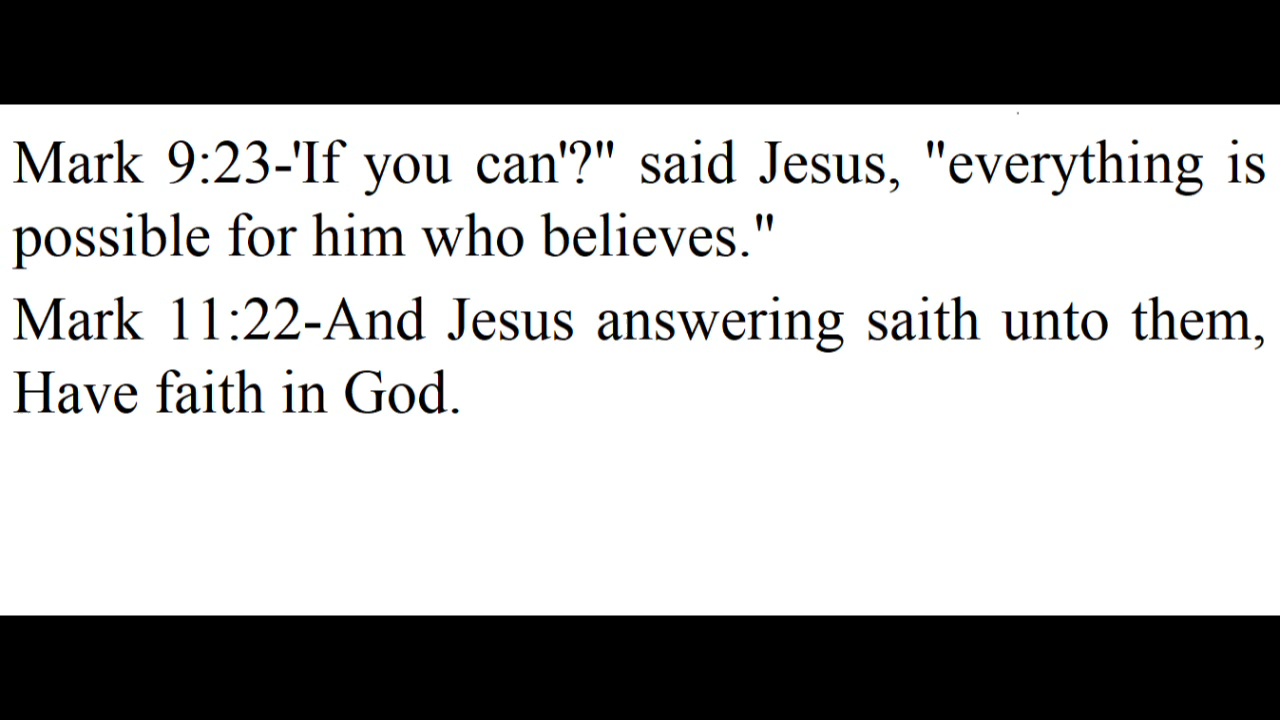 Mark 9:23-'If you can'?" said Jesus, "everything is
possible for him who believes."
Mark 11:22-And Jesus answering saith unto them,
Have faith in God.